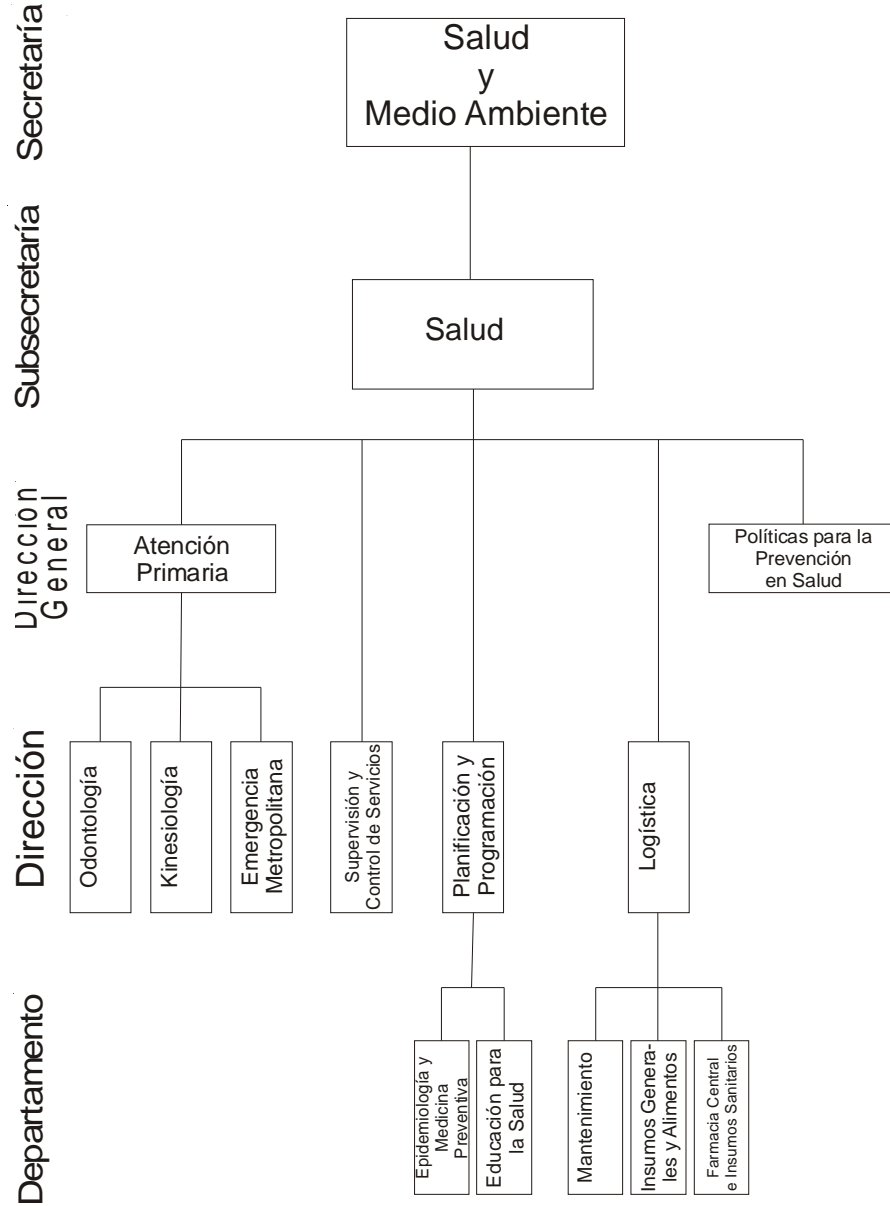 Secretaría
Salud
y
Medio Ambiente
Subsecretaría
Salud
Dirección
General
Atención
Primaria
Políticas para la
Prevención
en Salud
Dirección
Odontología
Kinesiología
Emergencia
Metropolitana
Supervisión y
Control de Servicios
Planificación y
Programación
Logística
Departamento
Epidemiología y
Medicina
Preventiva
Educación para
la Salud
Mantenimiento
Insumos Genera-
les y Alimentos
Farmacia Central
e Insumos Sanitarios